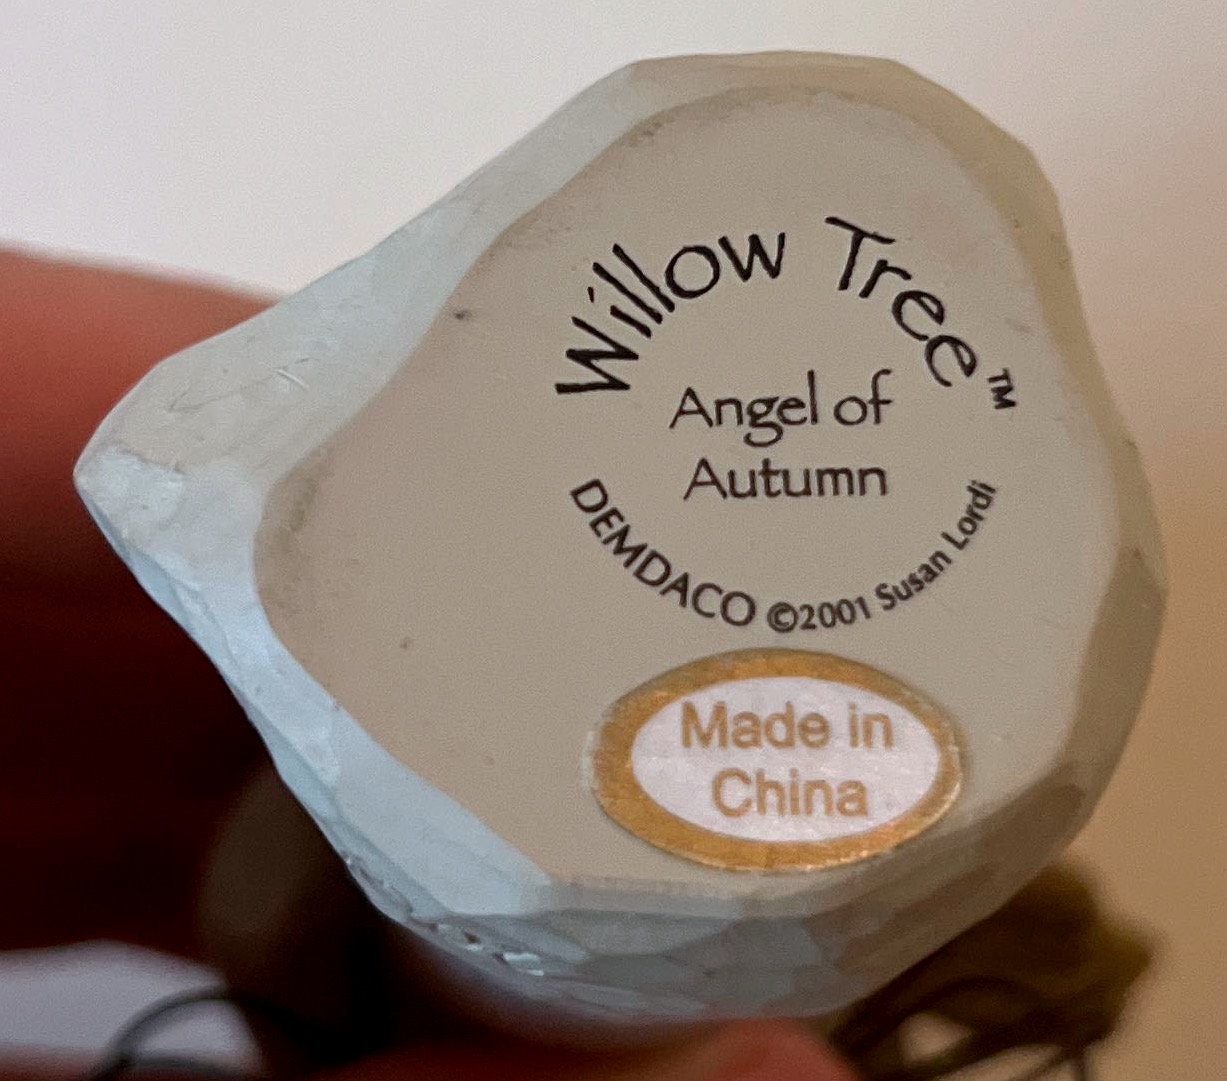 Willow Tree™
Angel of
Autumn
DEMDACO ©2001 Susan Lordi
Made in
China